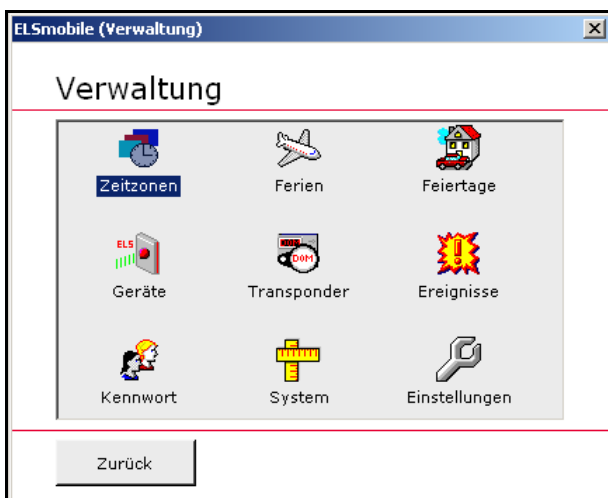 ELSmobile (Verwaltung)
Verwaltung
Zeitzonen Ferien Feiertage
ELS DOM
Geräte Transponder Ereignisse
Kennwort System Einstellungen
Zurück